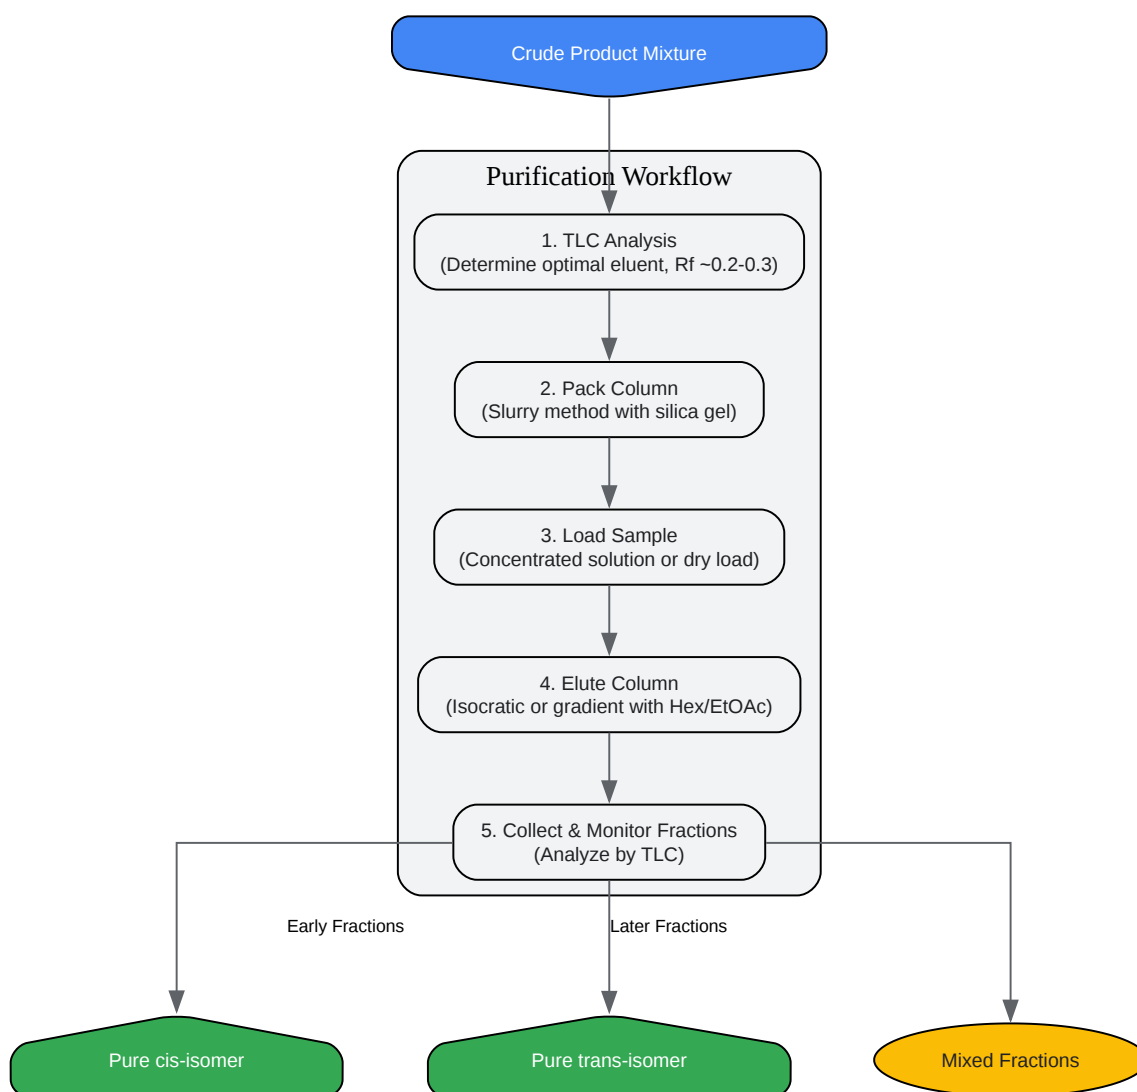 Crude Product Mixture
Purification Workflow
1. TLC Analysis
(Determine optimal eluent, Rf ~0.2-0.3)
2. Pack Column
(Slurry method with silica gel)
3. Load Sample
(Concentrated solution or dry load)
4. Elute Column
(Isocratic or gradient with Hex/EtOAc)
5. Collect & Monitor Fractions
(Analyze by TLC)
Early Fractions
Later Fractions
Pure cis-isomer
Pure trans-isomer
Mixed Fractions